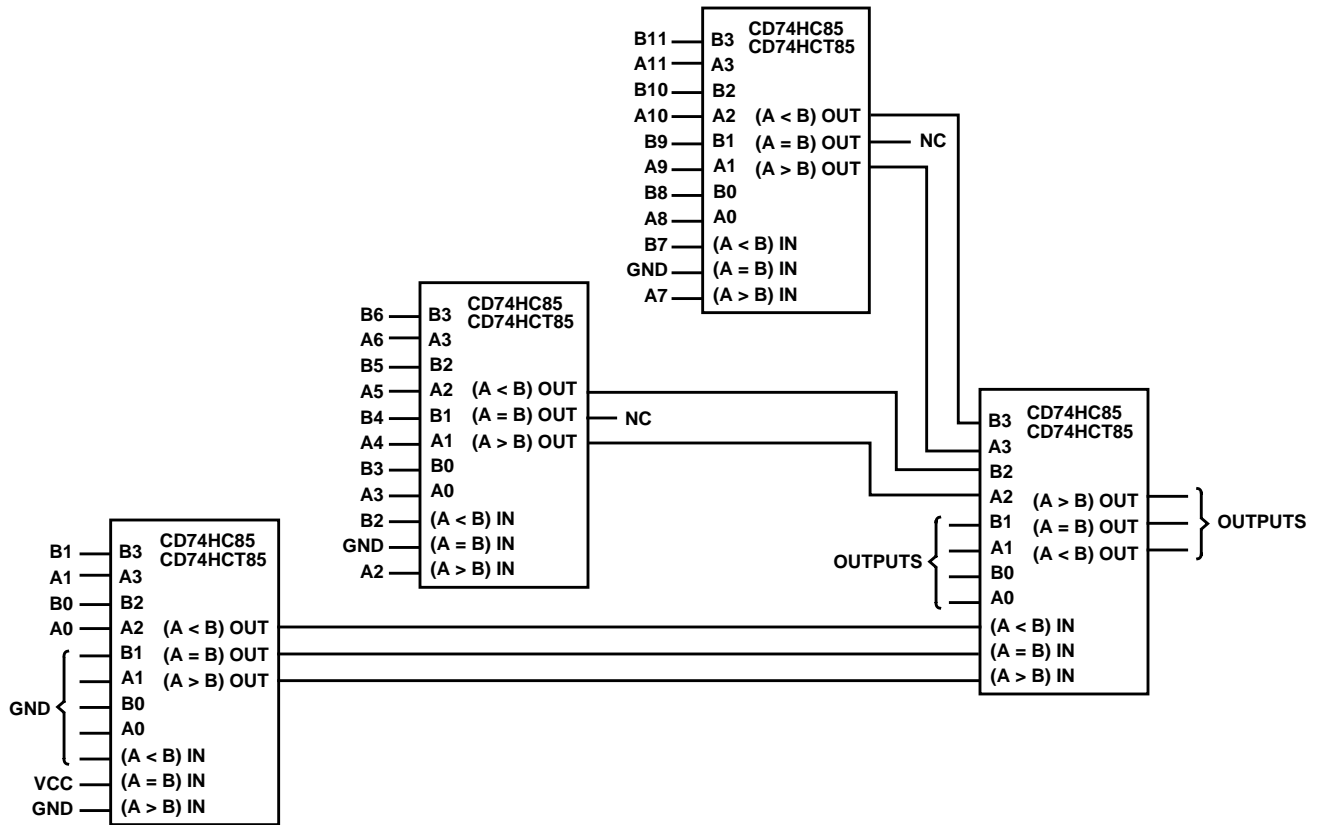 B11 B3 CD74HC85
CD74HCT85
A11 A3
B10 B2
A10 A2 (A < B) OUT
B9 B1 (A = B) OUT NC
A9 A1 (A > B) OUT
B8 B0
A8 A0
B7 (A < B) IN
GND (A = B) IN
A7 (A > B) IN
B6 B3 CD74HC85
CD74HCT85
A6 A3
B5 B2
A5 A2 (A < B) OUT
B4 B1 (A = B) OUT NC
A4 A1 (A > B) OUT
B3 B0
A3 A0
B2 (A < B) IN
GND (A = B) IN
A2 (A > B) IN
B1 B3 CD74HC85
CD74HCT85
A1 A3
B0 B2
A0 A2 (A < B) OUT
B1 (A = B) OUT
A1 (A > B) OUT
GND B0
A0
(A < B) IN
VCC (A = B) IN
GND (A > B) IN
B3 CD74HC85
CD74HCT85
A3
B2
A2 (A > B) OUT
B1 (A = B) OUT OUTPUTS
A1 (A < B) OUT
OUTPUTS
B0
A0
(A < B) IN
(A = B) IN
(A > B) IN